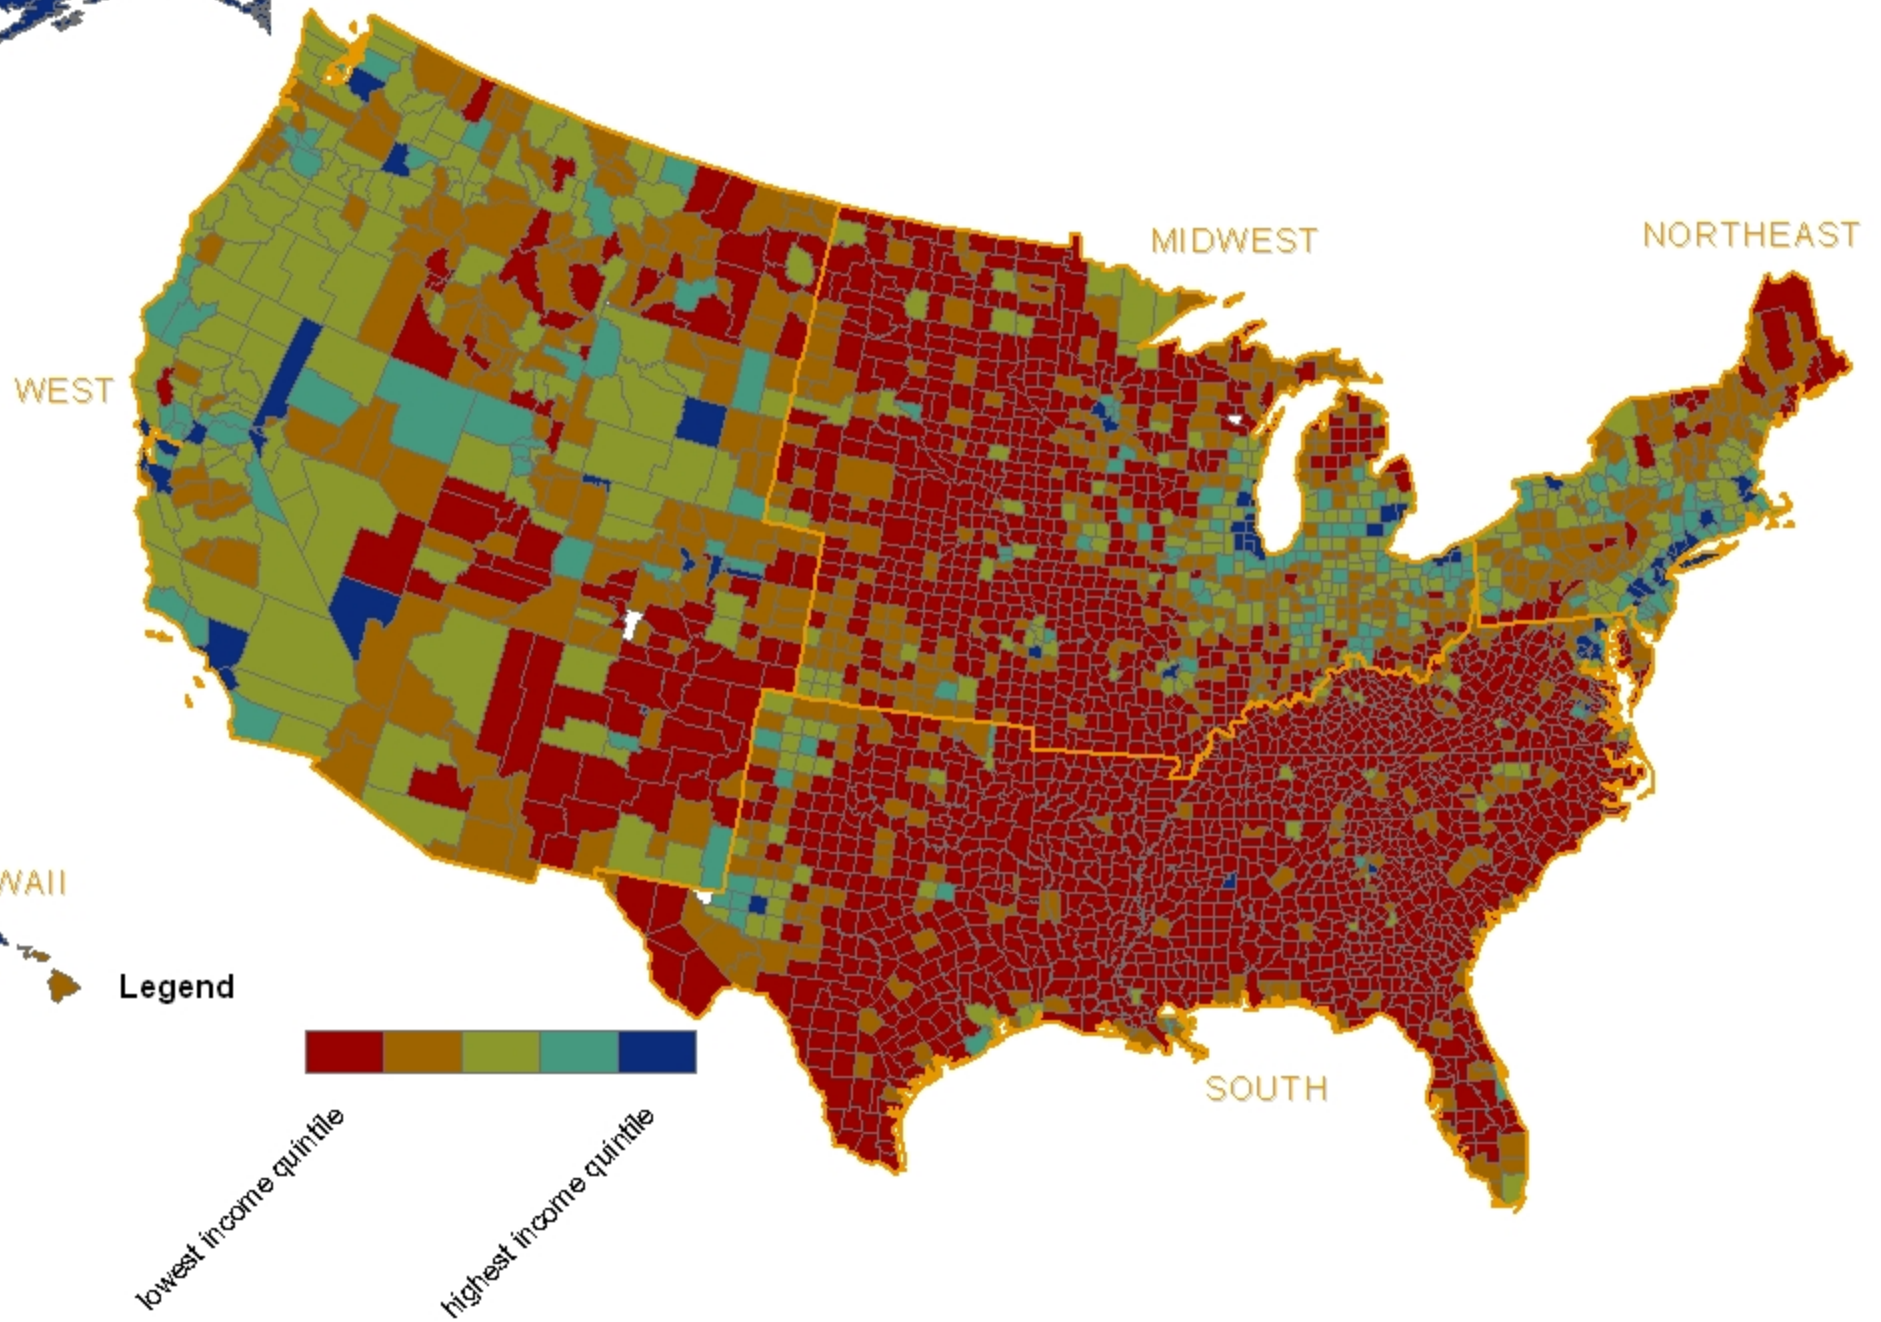 MIDWEST
NORTHEAST
WEST
WAII
Legend
SOUTH
lowest income quintile
highest income quintile